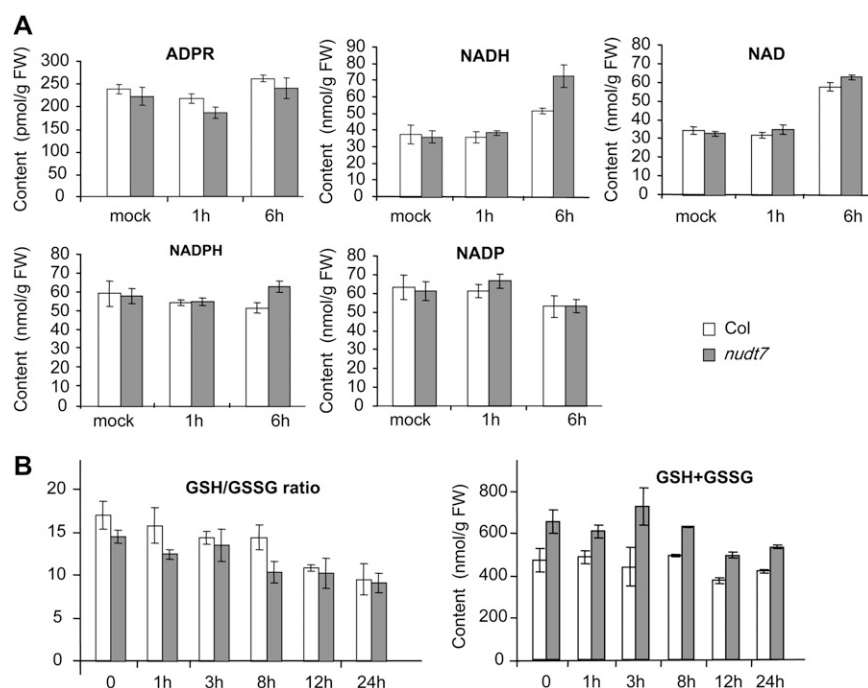 A
ADPR
Content (pmol/g FW)
300
250
200
150
100
50
0
mock 1h 6h
NADH
Content (nmol/g FW)
90
80
70
60
50
40
30
20
10
0
mock 1h 6h
NAD
Content (nmol/g FW)
80
70
60
50
40
30
20
10
0
mock 1h 6h
NADPH
Content (nmol/g FW)
80
70
60
50
40
30
20
10
0
mock 1h 6h
NADP
Content (nmol/g FW)
80
70
60
50
40
30
20
10
0
mock 1h 6h
Col
nudt7
B
GSH/GSSG ratio
20
15
10
5
0
0 1h 3h 8h 12h 24h
GSH+GSSG
Content (nmol/g FW)
800
600
400
200
0
0 1h 3h 8h 12h 24h